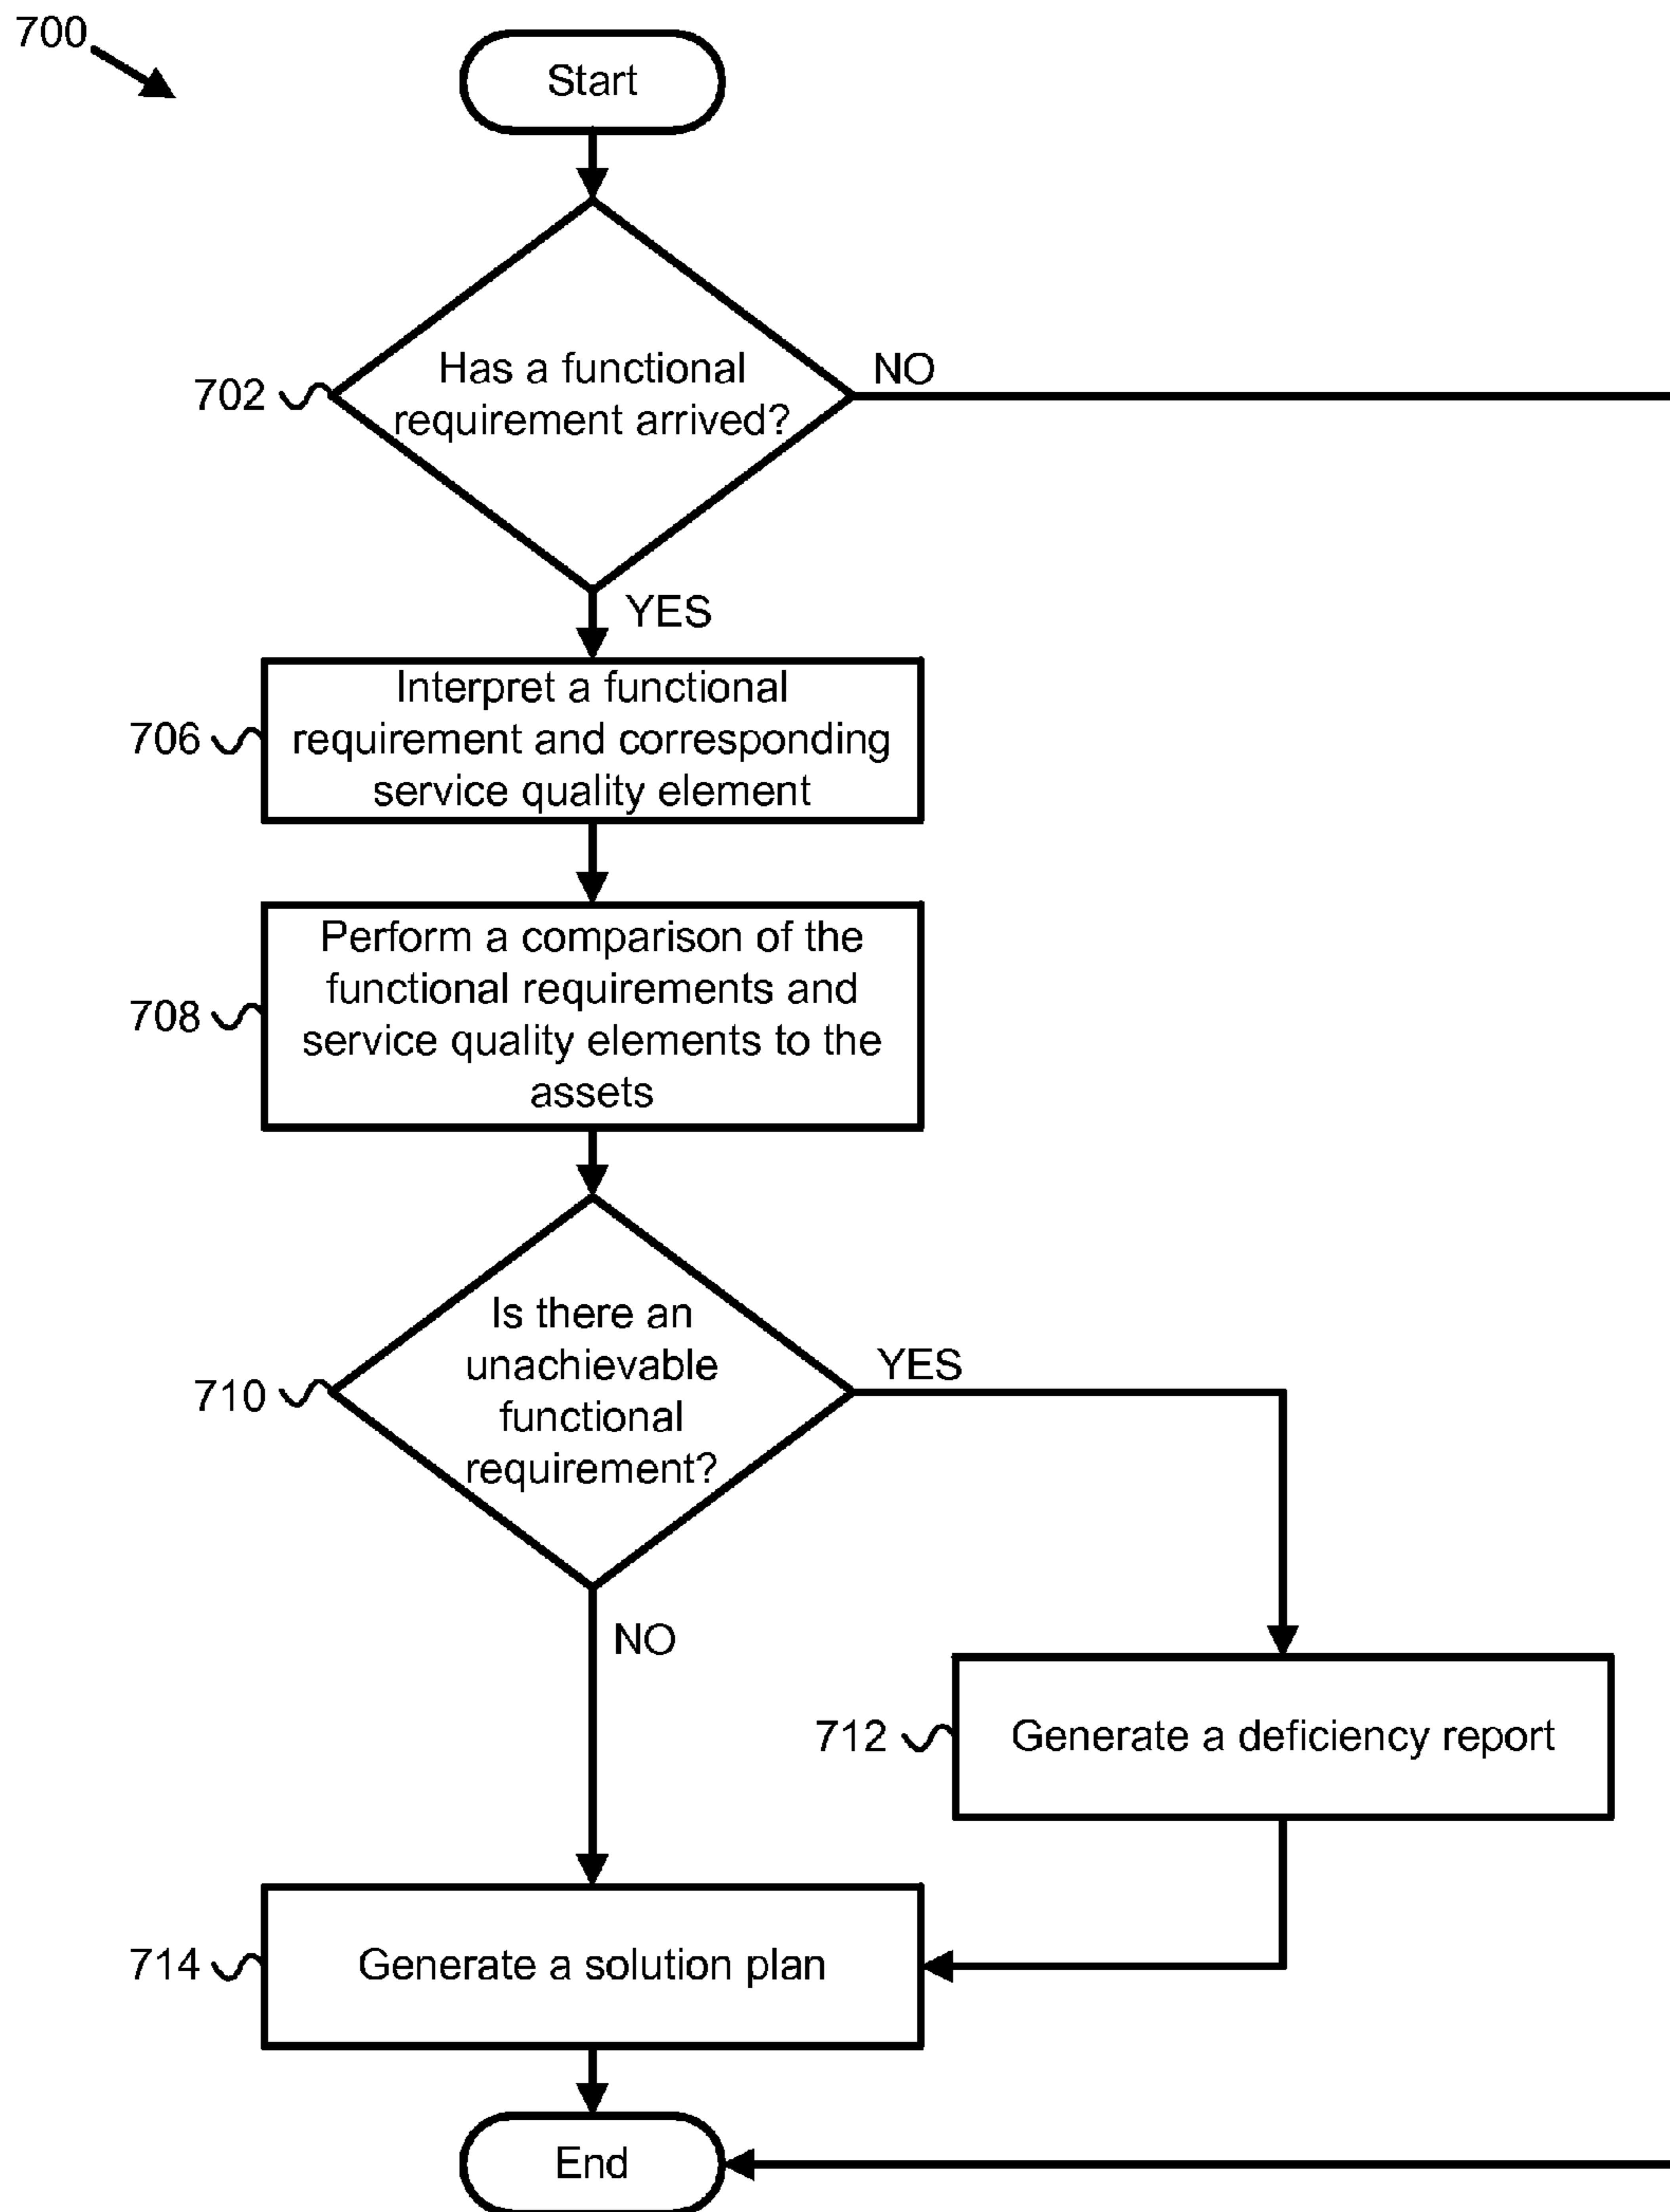 700
Start
Has a functional
requirement arrived?
702
NO
YES
Interpret a functional
requirement and corresponding
service quality element
706
Perform a comparison of the
functional requirements and
service quality elements to the
assets
708
Is there an
unachievable
functional
requirement?
710
YES
NO
712
Generate a deficiency report
714
Generate a solution plan
End